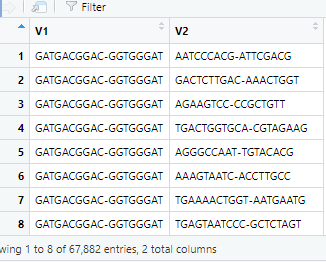 Filter
V1 V2
1 GATGACGGAC-GGTGGGAT AATCCCACG-ATTCGACG
2 GATGACGGAC-GGTGGGAT GACTCTTGAC-AAACTGGT
3 GATGACGGAC-GGTGGGAT AGAAGTCC-CCGCTGTT
4 GATGACGGAC-GGTGGGAT TGACTGGTGCA-CGTAGAAG
5 GATGACGGAC-GGTGGGAT AGGGCCAAT-TGTACACG
6 GATGACGGAC-GGTGGGAT AAAGTAATC-ACCTTGCC
7 GATGACGGAC-GGTGGGAT TGAAAACTGGT-AATGAATG
8 GATGACGGAC-GGTGGGAT TGAGTAATCCC-GCTCTAGT
wing 1 to 8 of 67,882 entries, 2 total columns